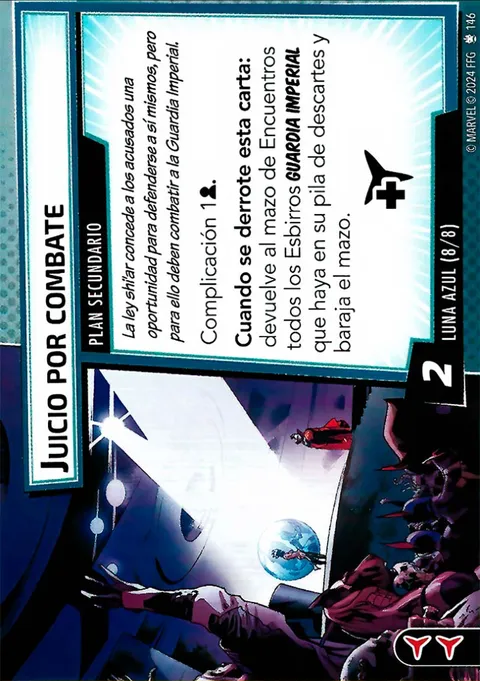 JUICIO POR COMBATE
PLAN SECUNDARIO
La ley shi'ar concede a los acusados una
oportunidad para defenderse a sí mismos, pero
para ello deben combatir a la Guardia Imperial.
Complicación 1.
Cuando se derrote esta carta:
devuelve al mazo de Encuentros
todos los Esbirros GUARDIA IMPERIAL
que haya en su pila de descartes y
baraja el mazo.
2
LUNA AZUL (8/8)
© MARVEL © 2024 FFG 146